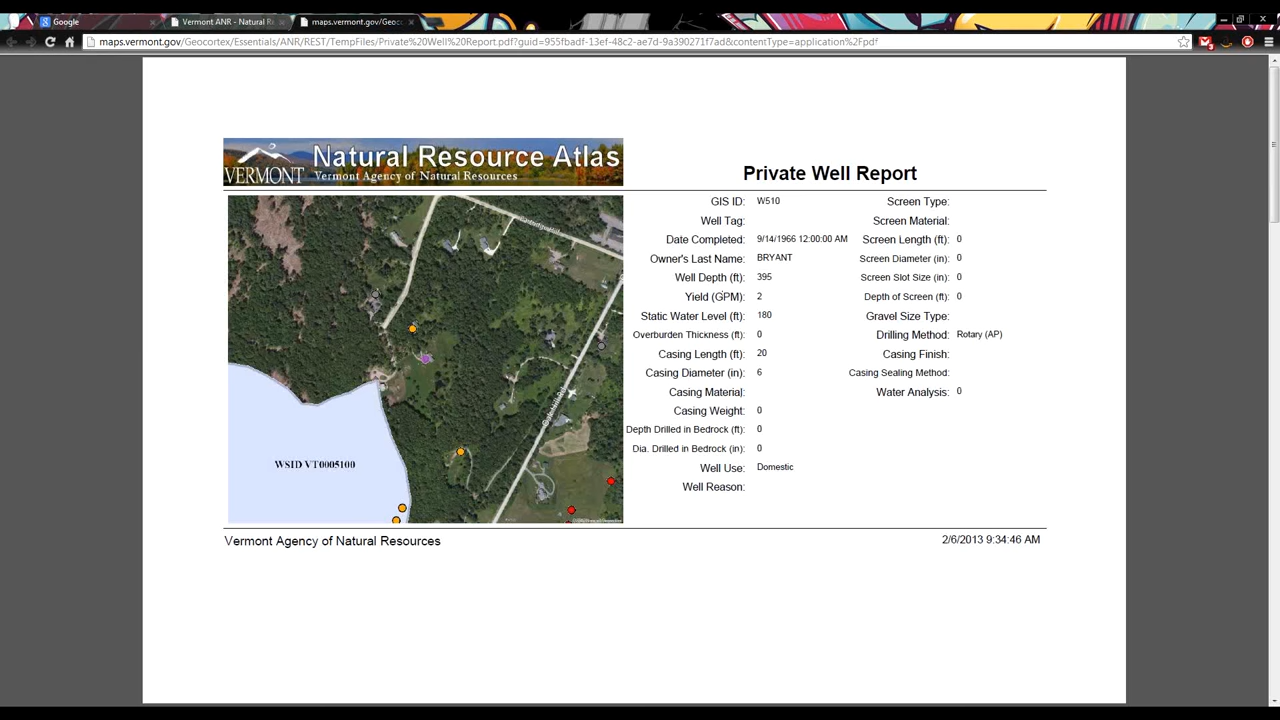 Google
Vermont ANR - Natural R
maps.vermont.gov/Geoc
maps.vermont.gov/Geocortex/Essentials/ANR/REST/TempFiles/Private%20Well%20Report.pdf?guid=955fbadf-13ef-48c2-ae7d-9a390271f7ad&contentType=application%2Fpdf
VERMONT
Natural Resource Atlas
Vermont Agency of Natural Resources
Private Well Report
GIS ID: W510 Screen Type:
Well Tag: Screen Material:
Date Completed: 9/14/1966 12:00:00 AM Screen Length (ft): 0
Owner's Last Name: BRYANT Screen Diameter (in): 0
Well Depth (ft): 395 Screen Slot Size (in): 0
Yield (GPM): 2 Depth of Screen (ft): 0
Static Water Level (ft): 180 Gravel Size Type:
Overburden Thickness (ft): 0 Drilling Method: Rotary (AP)
Casing Length (ft): 20 Casing Finish:
Casing Diameter (in): 6 Casing Sealing Method:
Casing Material: Water Analysis: 0
Casing Weight: 0
Depth Drilled in Bedrock (ft): 0
Dia. Drilled in Bedrock (in): 0
Well Use: Domestic
Well Reason:
WSID VT0005100
Vermont Agency of Natural Resources
2/6/2013 9:34:46 AM